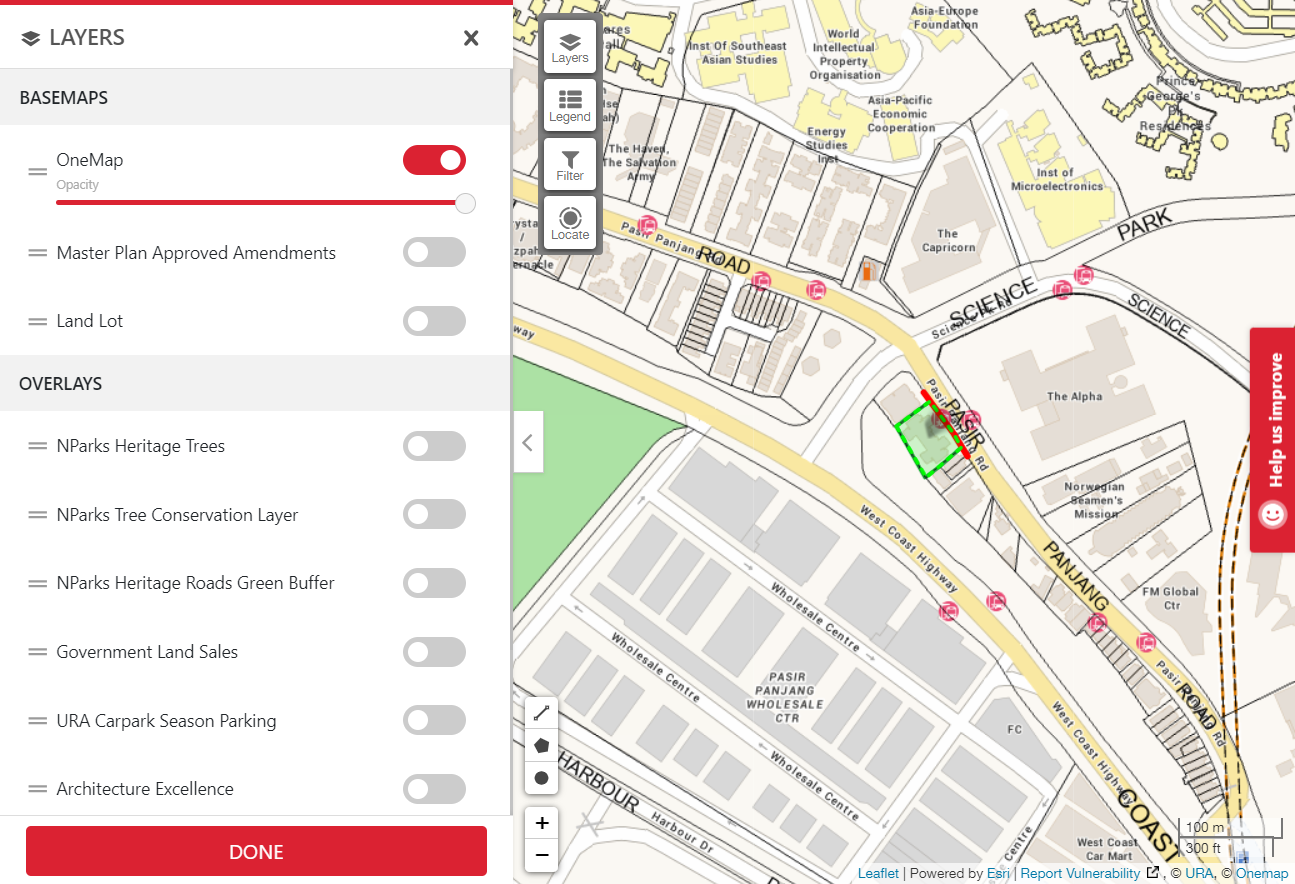 LAYERS
BASEMAPS
OneMap
Opacity
Master Plan Approved Amendments
Land Lot
OVERLAYS
NParks Heritage Trees
NParks Tree Conservation Layer
NParks Heritage Roads Green Buffer
Government Land Sales
URA Carpark Season Parking
Architecture Excellence
DONE
Layers
Legend
Filter
Locate
Asia-Europe
Foundation
World
Intellectual
Property
Organisation
Inst Of Southeast
Asian Studies
Asia-Pacific
Economic
Cooperation
Energy
Studies
Inst
Prince
George's
Pk
Residences
The Haven,
The Salvation
Army
Inst of
Microelectronics
The
Capricorn
PARK
SCIENCE
SCIENCE
Science Pk Rd
Pasir Panjang Rd
ROAD
The Alpha
Pasir Panjang Rd
PASIR
Norwegian
Seamen's
Mission
PANJANG
FM Global
Ctr
West Coast Highway
Wholesale Centre
Wholesale Centre
PASIR
PANJANG
WHOLESALE
CTR
Wholesale Centre
FC
ROAD
West Coast Highway
COAST
HARBOUR
Harbour Dr
West Coast
Car Mart
Help us improve
+
−
100 m
300 ft
Leaflet | Powered by Esri | Report Vulnerability , © URA, © Onemap